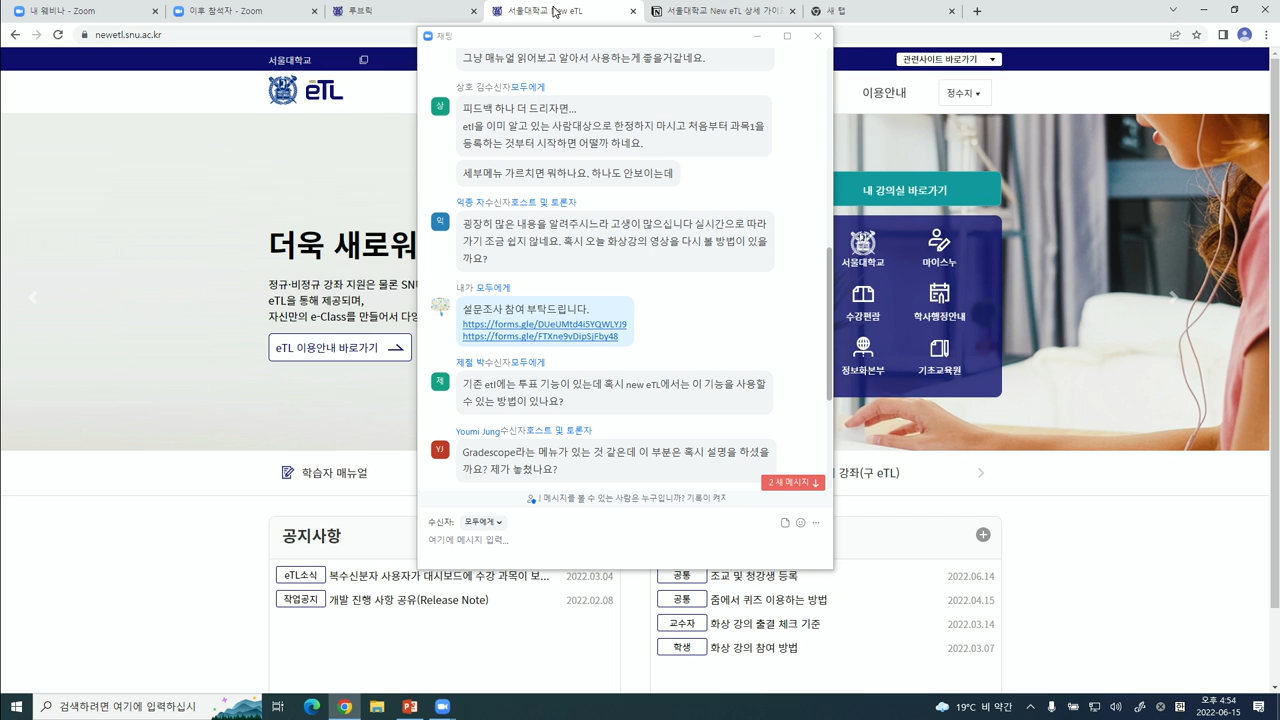 내 웨비나 - Zoom
이후 참석자 - Zoom
루브릭
서울대학교 New eTL
서울대학교 New eTL 상세 가이
새 탭
newetl.snu.ac.kr
서울대학교
관련사이트 바로가기
eTL
이용안내
정수지
더욱 새로워
정규·비정규 강좌 지원은 물론 SN
eTL을 통해 제공되며,
자신만의 e-Class를 만들어서 다양
eTL 이용안내 바로가기
채팅
그냥 매뉴얼 읽어보고 알아서 사용하는게 좋을거같네요.
상호 김수신자모두에게
상
피드백 하나 더 드리자면...
etl을 이미 알고 있는 사람대상으로 한정하지 마시고 처음부터 과목1을
등록하는 것부터 시작하면 어떨까 하네요.
세부메뉴 가르치면 뭐하나요. 하나도 안보이는데
익종 자수신자호스트 및 토론자
익
굉장히 많은 내용을 알려주시느라 고생이 많으십니다 실시간으로 따라
가기 조금 쉽지 않네요. 혹시 오늘 화상강의 영상을 다시 볼 방법이 있을
까요?
내가 모두에게
설문조사 참여 부탁드립니다.
https://forms.gle/DUeUMtd4i5YQWLYJ9
https://forms.gle/FTXne9vDipSjFby48
제철 박수신자모두에게
제
기존 etl에는 투표 기능이 있는데 혹시 new eTL에서는 이 기능을 사용할
수 있는 방법이 있나요?
Youmi Jung수신자호스트 및 토론자
YJ
Gradescope라는 메뉴가 있는 것 같은데 이 부분은 혹시 설명을 하셨을
까요? 제가 놓쳤나요?
2 새 메시지
메시지를 볼 수 있는 사람은 누구입니까? 기록이 켜지
수신자: 모두에게
여기에 메시지 입력...
내 강의실 바로가기
서울대학교
마이스누
수강편람
학사행정안내
정보화본부
기초교육원
학습자 매뉴얼
강좌(구 eTL)
공지사항
eTL소식 복수신분자 사용자가 대시보드에 수강 과목이 보... 2022.03.04
작업공지 개발 진행 사항 공유(Release Note) 2022.02.08
공통 조교 및 청강생 등록 2022.06.14
공통 줌에서 퀴즈 이용하는 방법 2022.04.15
교수자 화상 강의 출결 체크 기준 2022.03.14
학생 화상 강의 참여 방법 2022.03.07
검색하려면 여기에 입력하십시
19°C 비 약간
오후 4:54
2022-06-15